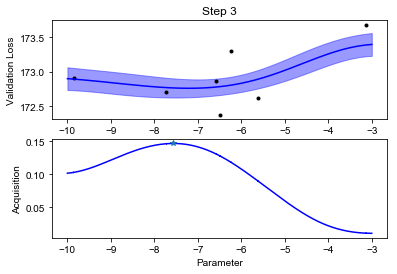 Step 3
Validation Loss
173.5
173.0
172.5
−10 −9 −8 −7 −6 −5 −4 −3
Acquisition
0.15
0.10
0.05
−10 −9 −8 −7 −6 −5 −4 −3
Parameter